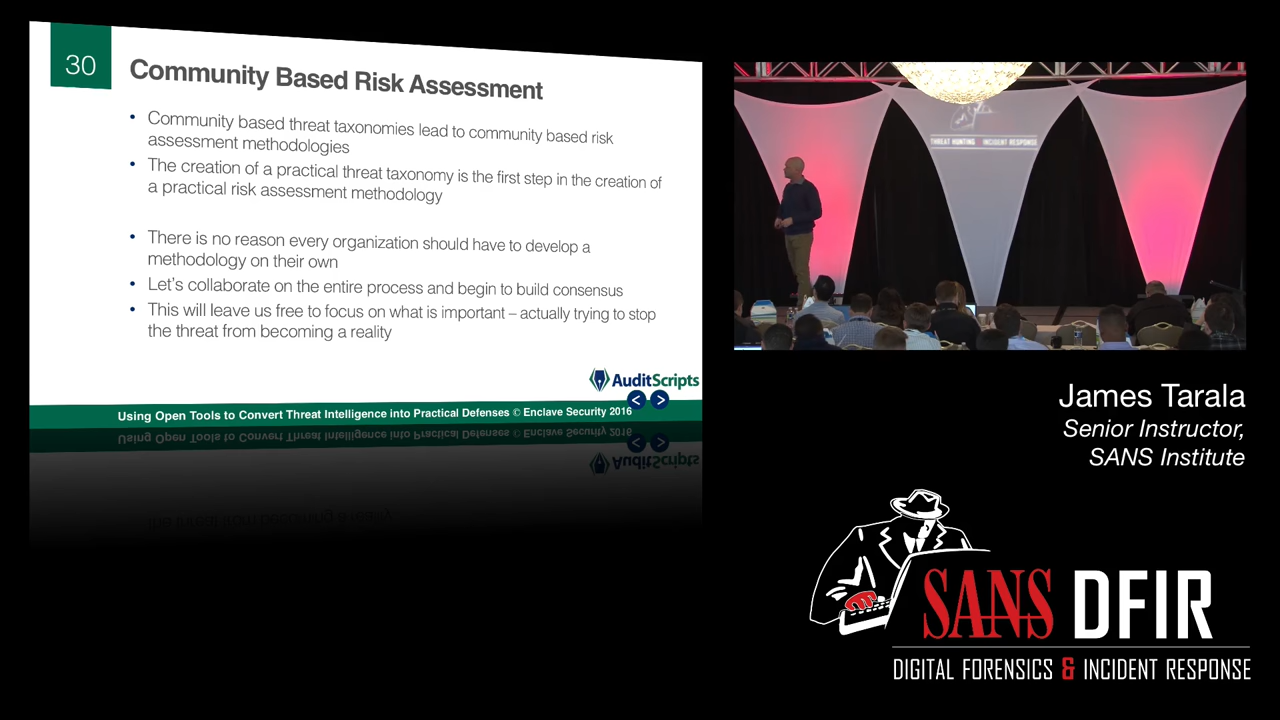 30
Community Based Risk Assessment
• Community based threat taxonomies lead to community based risk
assessment methodologies
• The creation of a practical threat taxonomy is the first step in the creation of
a practical risk assessment methodology
• There is no reason every organization should have to develop a
methodology on their own
• Let's collaborate on the entire process and begin to build consensus
• This will leave us free to focus on what is important – actually trying to stop
the threat from becoming a reality
AuditScripts
< >
Using Open Tools to Convert Threat Intelligence into Practical Defenses © Enclave Security 2016
THREAT HUNTING & INCIDENT RESPONSE
James Tarala
Senior Instructor,
SANS Institute
SANS DFIR
DIGITAL FORENSICS & INCIDENT RESPONSE